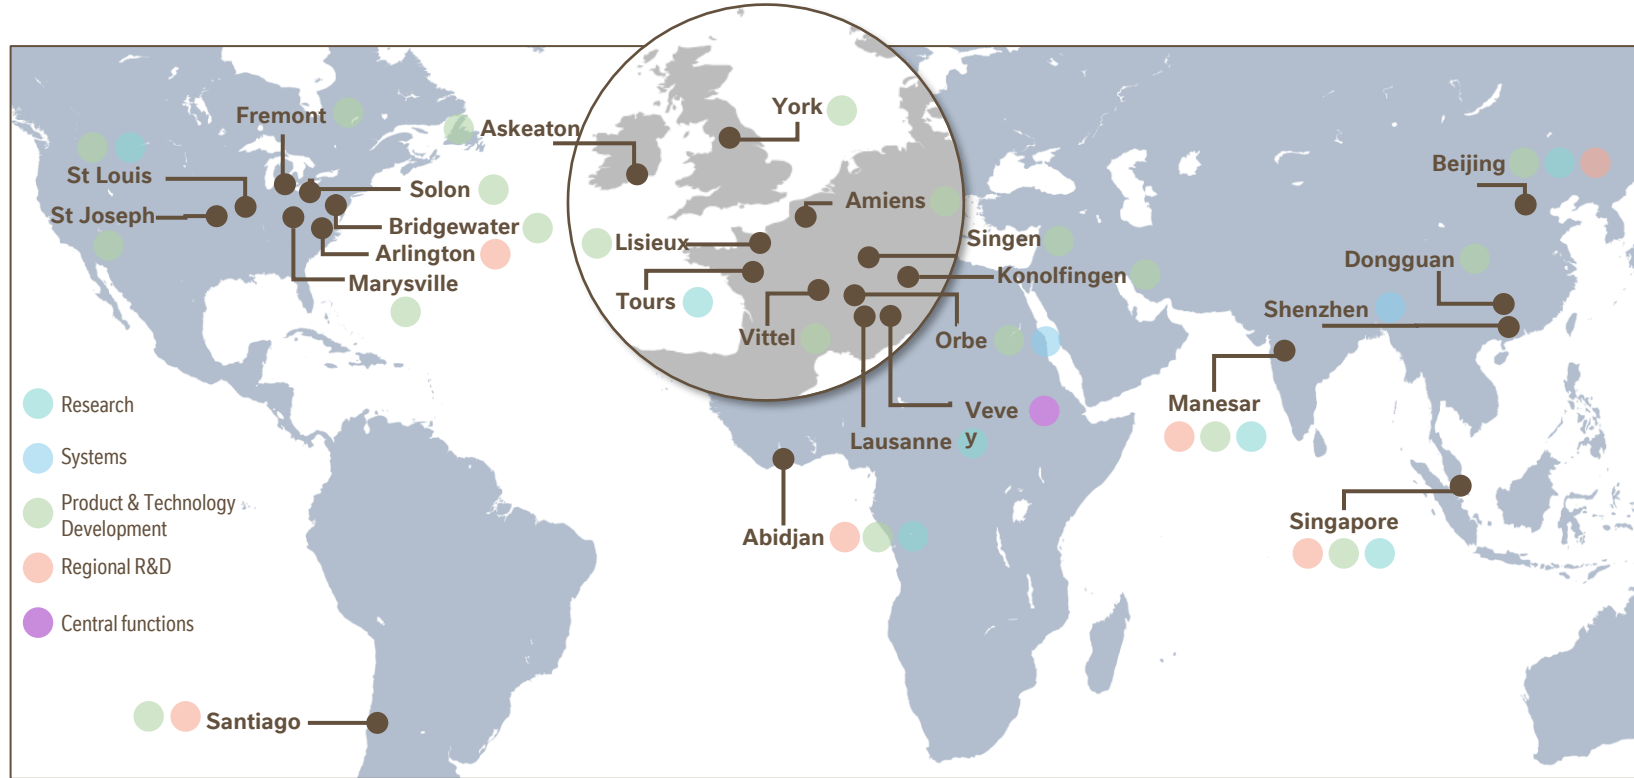 Fremont
St Louis
St Joseph
Solon
Bridgewater
Arlington
Marysville
Askeaton
York
Amiens
Lisieux
Singen
Konolfingen
Tours
Vittel
Orbe
Veve
y
Lausanne
Abidjan
Beijing
Dongguan
Shenzhen
Manesar
Singapore
Santiago
Research
Systems
Product & Technology
Development
Regional R&D
Central functions